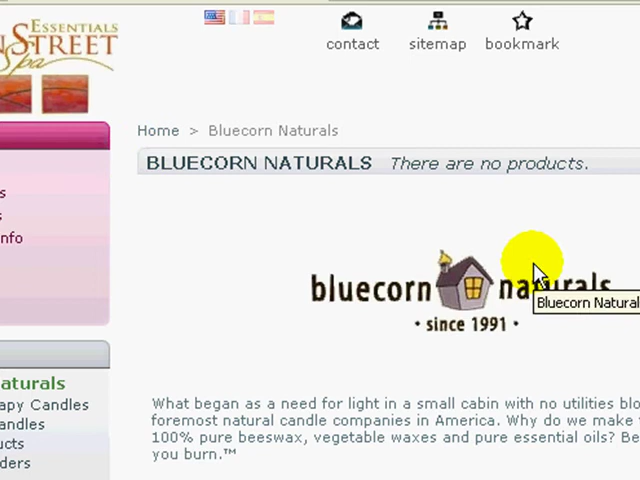 ESSENTIALS
STREET
Spa
contact sitemap bookmark
Home > Bluecorn Naturals
BLUECORN NATURALS There are no products.
s
s
nfo
bluecorn naturals
• since 1991 •
Bluecorn Natural
aturals
apy Candles
andles
ucts
ders
What began as a need for light in a small cabin with no utilities blo
foremost natural candle companies in America. Why do we make
100% pure beeswax, vegetable waxes and pure essential oils? Be
you burn.™